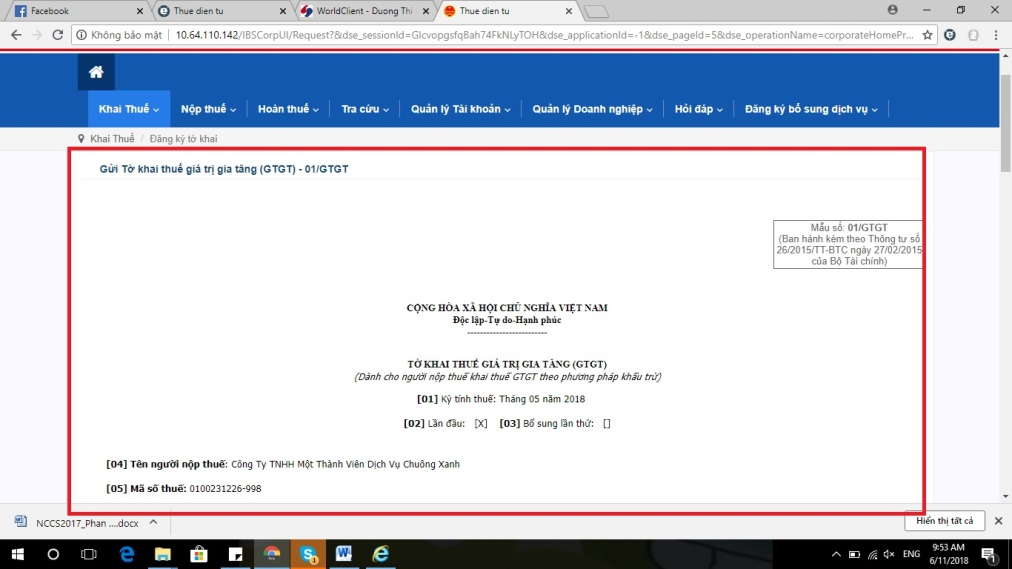 Facebook
Thue dien tu
WorldClient - Duong Thi
Thue dien tu
Không bảo mật
10.64.110.142/IBSCorpUI/Request?&dse_sessionId=GIcvopgsfqBah74FkNLyTOH&dse_applicationId=-1&dse_pageId=5&dse_operationName=corporateHomePr...
Khai Thuế
Nộp thuế
Hoàn thuế
Tra cứu
Quản lý Tài khoản
Quản lý Doanh nghiệp
Hỏi đáp
Đăng ký bổ sung dịch vụ
Khai Thuế / Đăng ký tờ khai
Gửi Tờ khai thuế giá trị gia tăng (GTGT) - 01/GTGT
Mẫu số: 01/GTGT
(Ban hành kèm theo Thông tư số
26/2015/TT-BTC ngày 27/02/2015
của Bộ Tài chính)
CỘNG HÒA XÃ HỘI CHỦ NGHĨA VIỆT NAM
Độc lập-Tự do-Hạnh phúc
-------------------------
TỜ KHAI THUẾ GIÁ TRỊ GIA TĂNG (GTGT)
(Dành cho người nộp thuế khai thuế GTGT theo phương pháp khấu trừ)
[01] Kỳ tính thuế: Tháng 05 năm 2018
[02] Lần đầu: [X] [03] Bổ sung lần thứ: []
[04] Tên người nộp thuế: Công Ty TNHH Một Thành Viên Dịch Vụ Chuông Xanh
[05] Mã số thuế: 0100231226-998
NCCS2017_Phan ....docx
Hiển thị tất cả
ENG
9:53 AM
6/11/2018
1
1